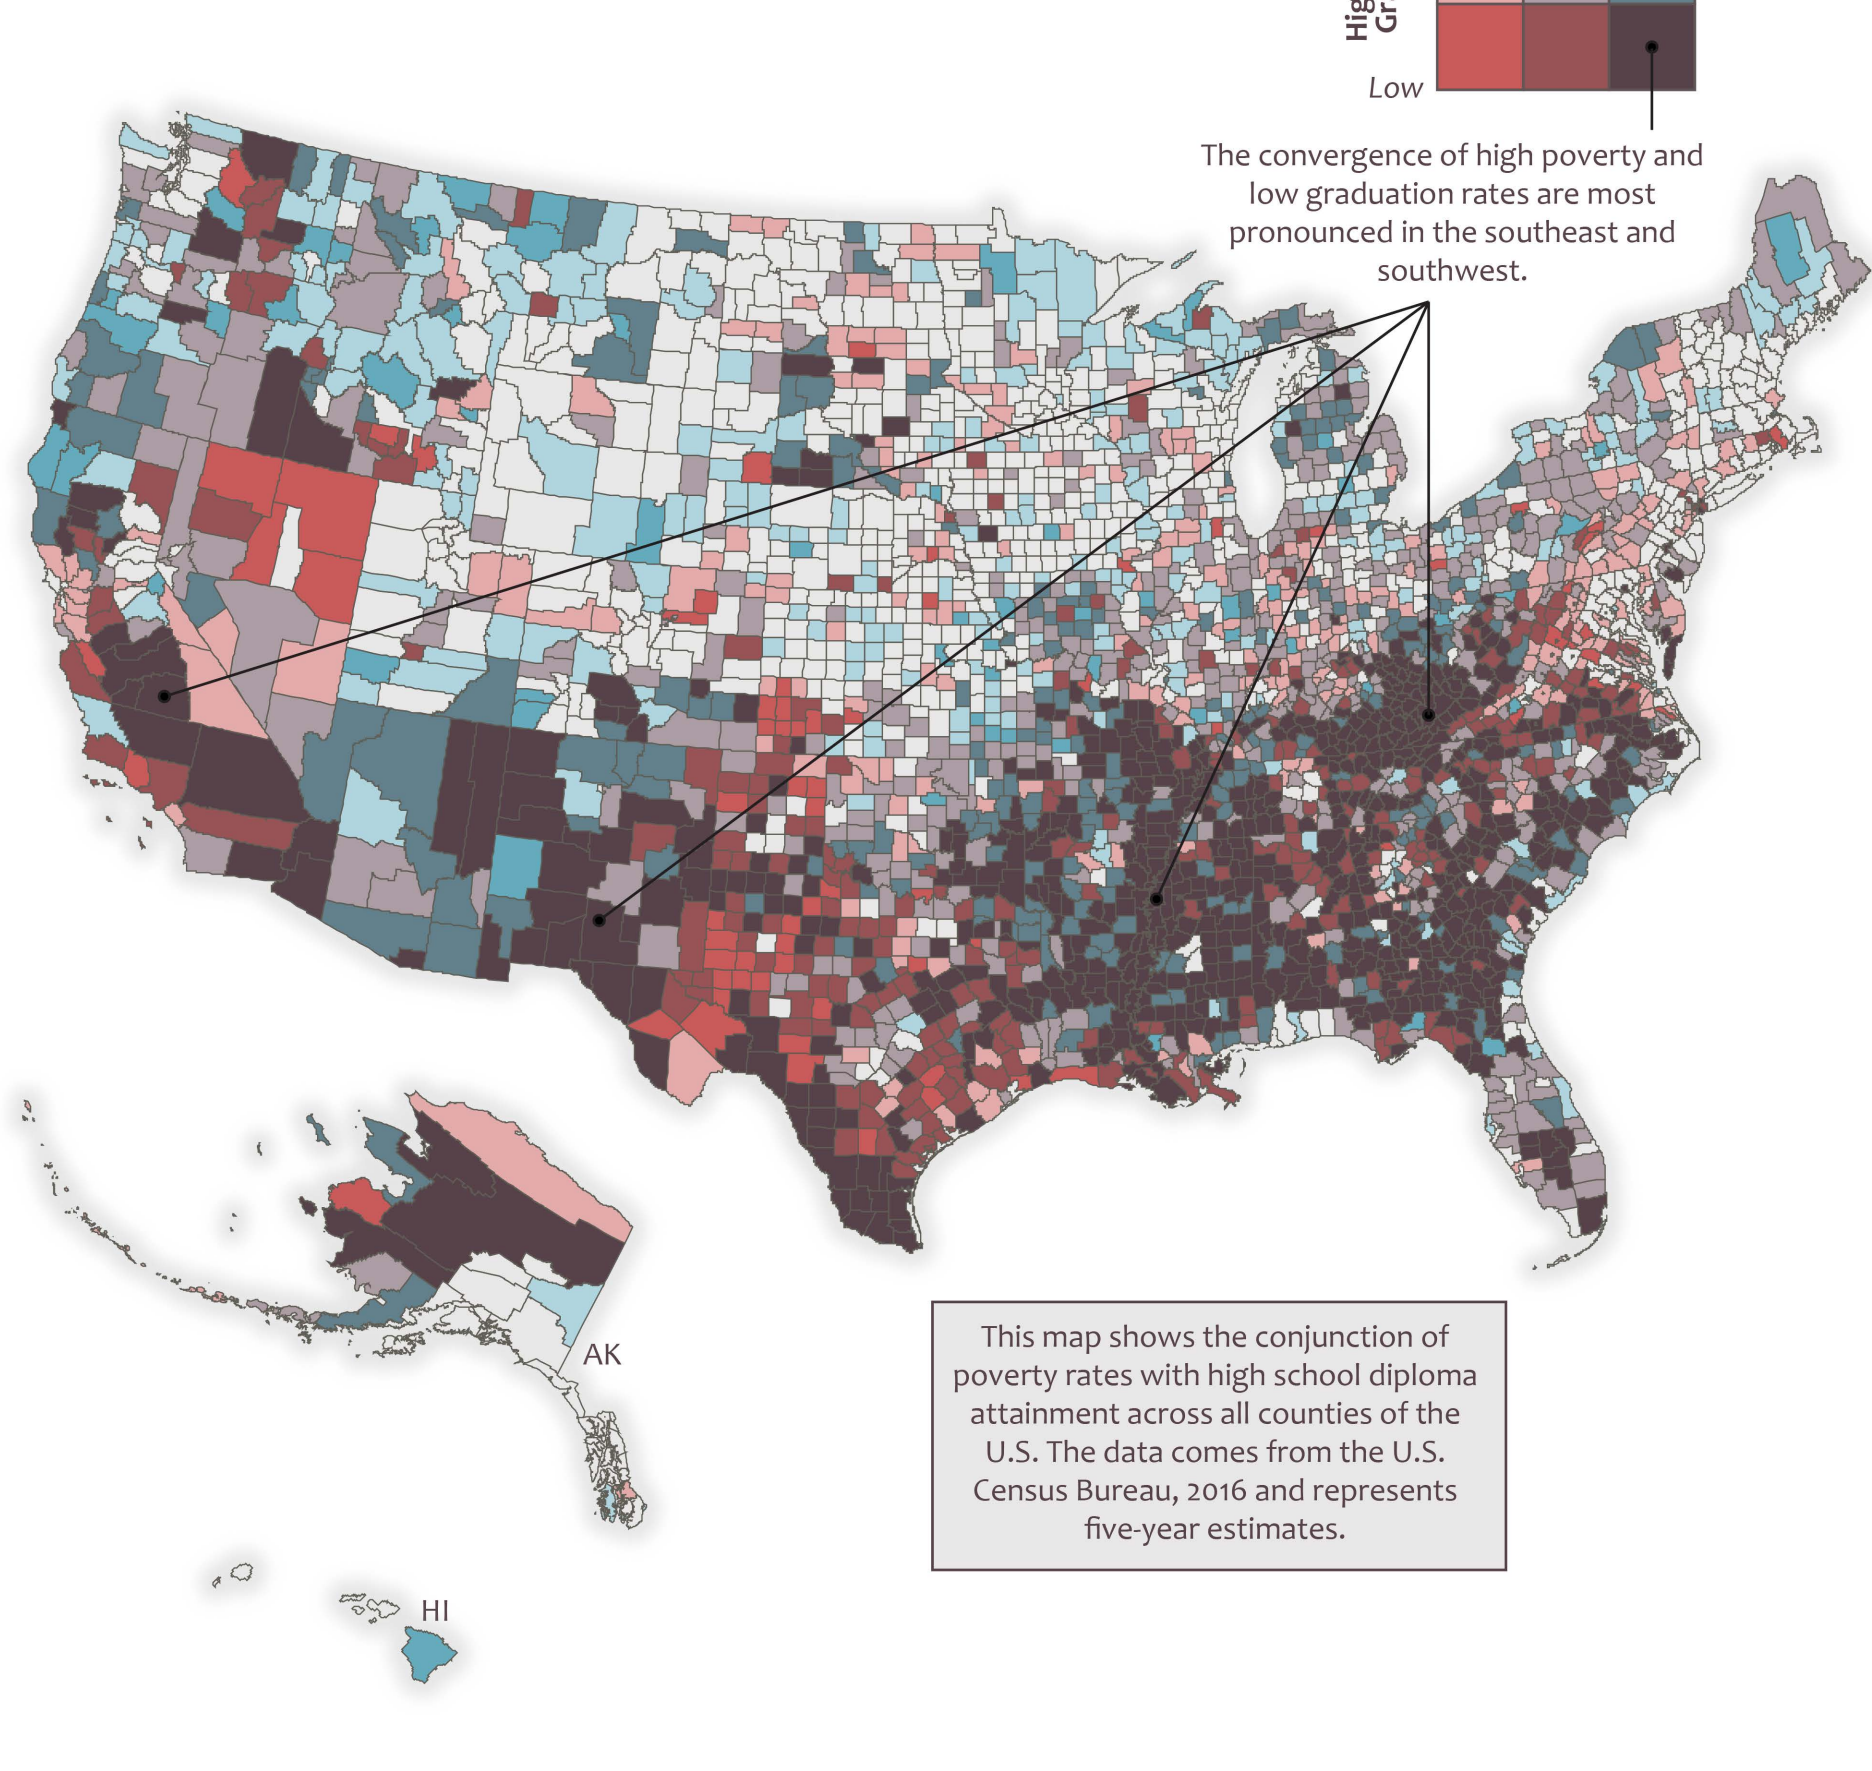 Low
The convergence of high poverty and
low graduation rates are most
pronounced in the southeast and
southwest.
AK
HI
This map shows the conjunction of
poverty rates with high school diploma
attainment across all counties of the
U.S. The data comes from the U.S.
Census Bureau, 2016 and represents
five-year estimates.